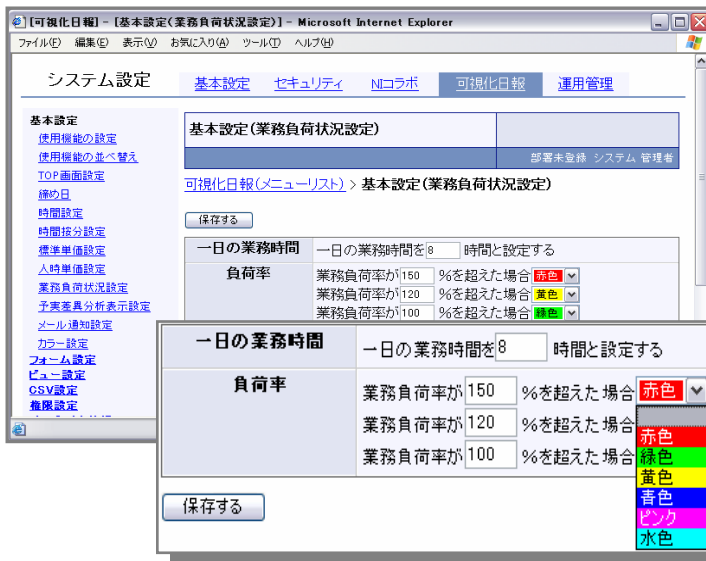 [可視化日報] - [基本設定(業務負荷状況設定)] - Microsoft Internet Explorer
ファイル(F) 編集(E) 表示(V) お気に入り(A) ツール(T) ヘルプ(H)
システム設定 基本設定 セキュリティ NIコラボ 可視化日報 運用管理
基本設定
使用機能の設定
使用機能の並べ替え
TOP画面設定
締め日
時間設定
時間按分設定
標準単価設定
人時単価設定
業務負荷状況設定
予実差異分析表示設定
メール通知設定
カラー設定
フォーム設定
ビュー設定
CSV設定
権限設定
基本設定(業務負荷状況設定)
部署未登録 システム 管理者
可視化日報(メニューリスト) > 基本設定(業務負荷状況設定)
保存する
一日の業務時間 一日の業務時間を8 時間と設定する
負荷率 業務負荷率が150 %を超えた場合 赤色
業務負荷率が120 %を超えた場合 黄色
業務負荷率が100 %を超えた場合 緑色
一日の業務時間 一日の業務時間を8 時間と設定する
負荷率 業務負荷率が150 %を超えた場合 赤色
業務負荷率が120 %を超えた場合
業務負荷率が100 %を超えた場合
赤色
緑色
黄色
青色
ピンク
水色
保存する